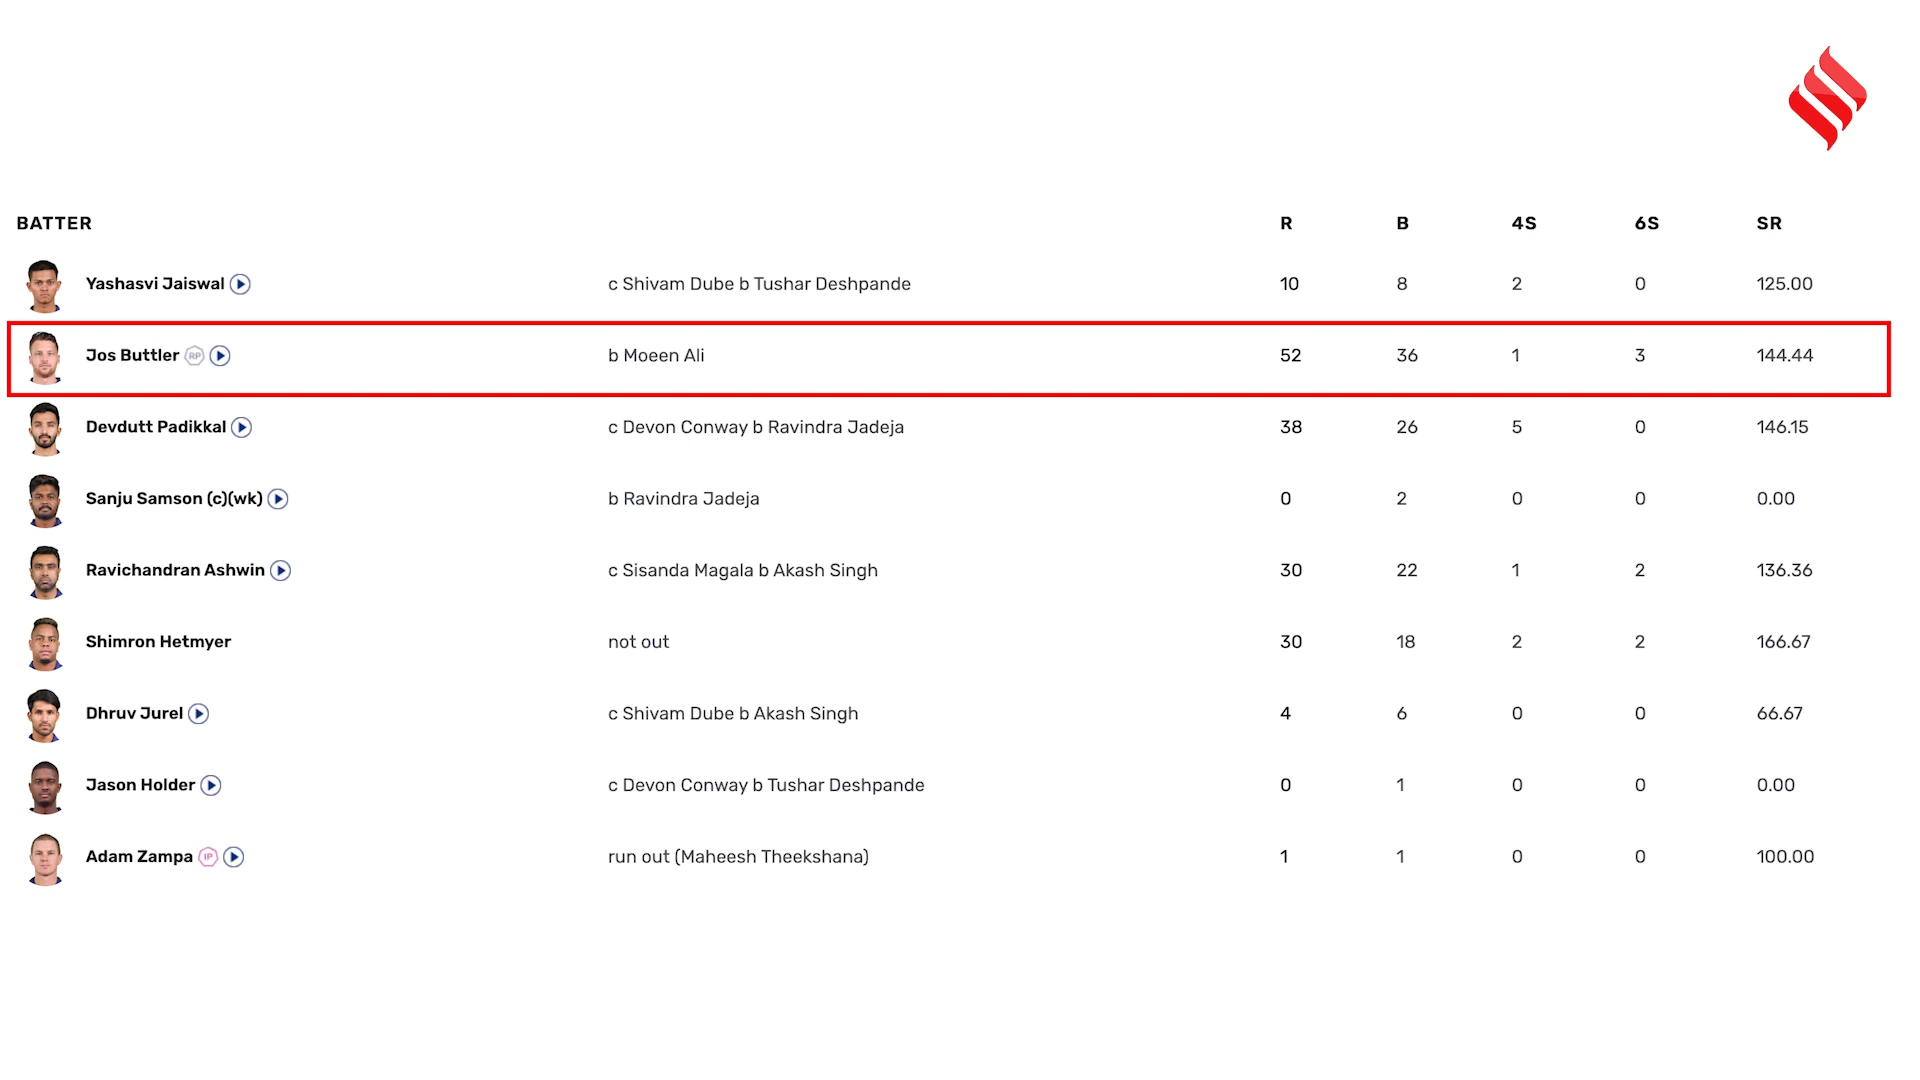 BATTER R B 4S 6S SR
Yashasvi Jaiswal c Shivam Dube b Tushar Deshpande 10 8 2 0 125.00
Jos Buttler RP b Moeen Ali 52 36 1 3 144.44
Devdutt Padikkal c Devon Conway b Ravindra Jadeja 38 26 5 0 146.15
Sanju Samson (c)(wk) b Ravindra Jadeja 0 2 0 0 0.00
Ravichandran Ashwin c Sisanda Magala b Akash Singh 30 22 1 2 136.36
Shimron Hetmyer not out 30 18 2 2 166.67
Dhruv Jurel c Shivam Dube b Akash Singh 4 6 0 0 66.67
Jason Holder c Devon Conway b Tushar Deshpande 0 1 0 0 0.00
Adam Zampa IP run out (Maheesh Theekshana) 1 1 0 0 100.00